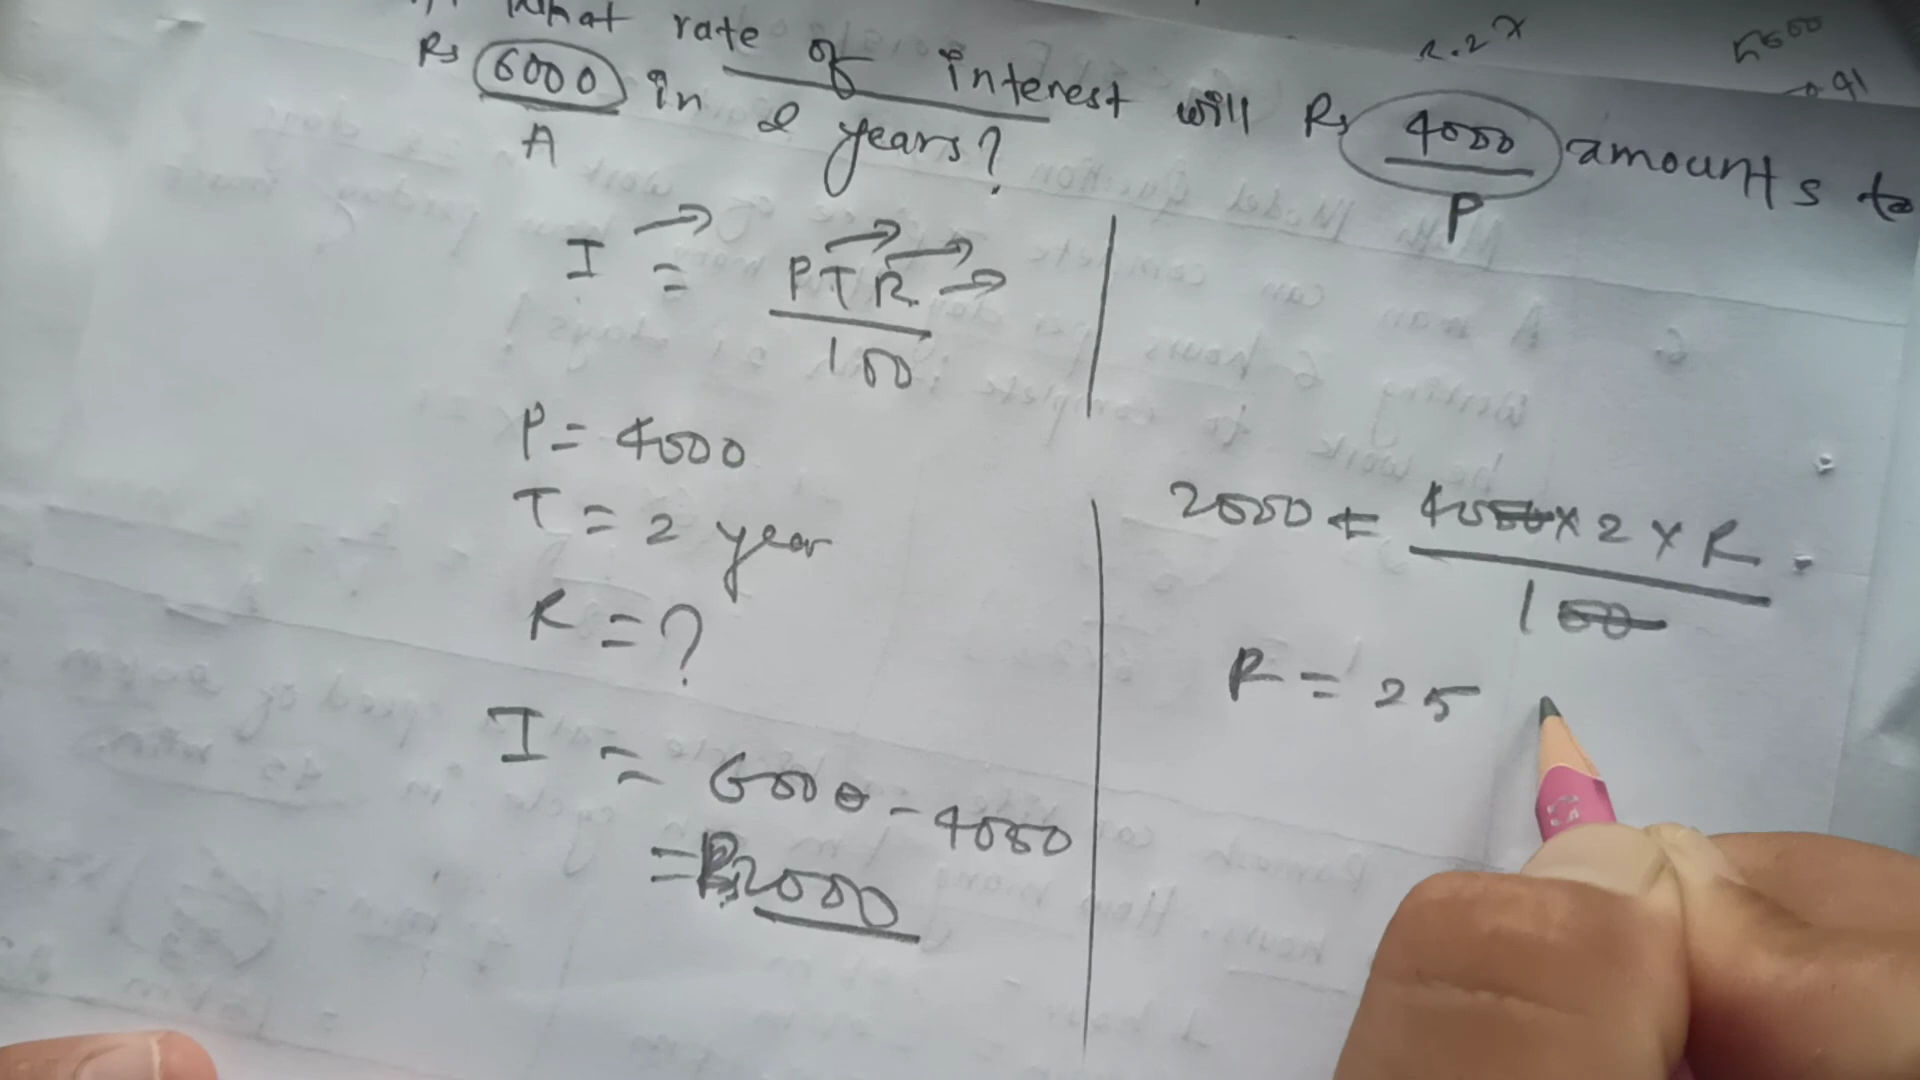 What rate of interest will Rs 4000 amounts to
Rs 6000 in 2 years?
A
P
I = PTR
100
P = 4000
T = 2 year
R = ?
I = 6000 - 4000
= Rs 2000
2000 = 4000 x 2 x R
100
R = 25